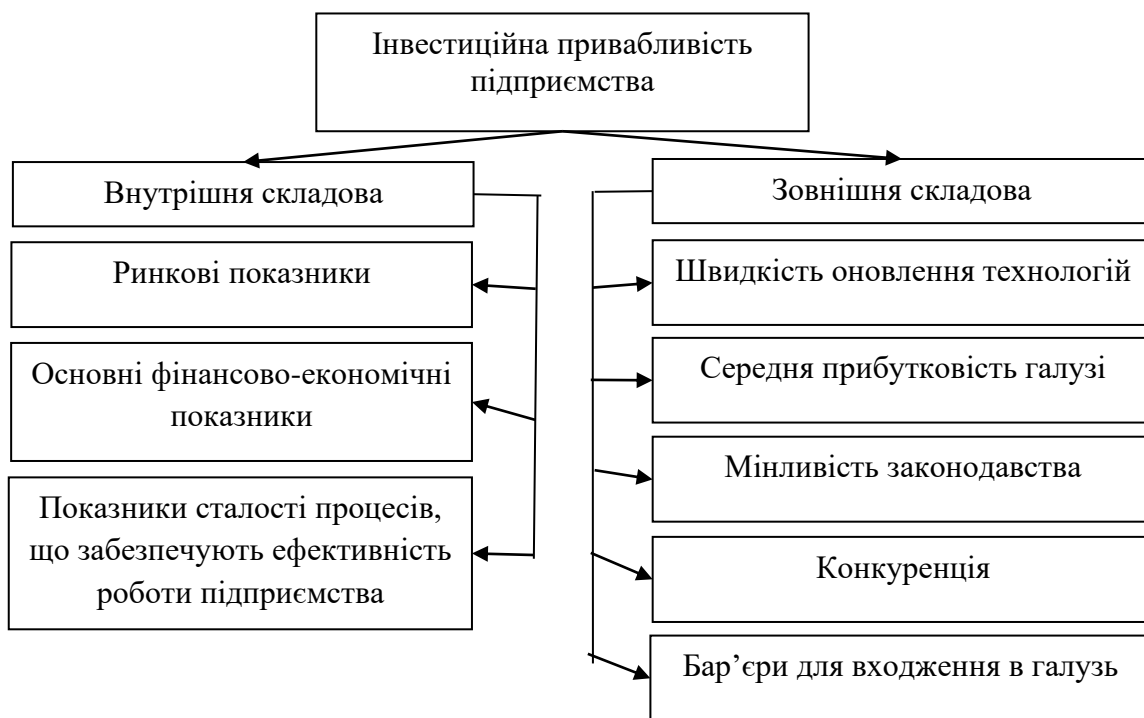 Інвестиційна привабливість
підприємства
Внутрішня складова
Ринкові показники
Основні фінансово-економічні
показники
Показники сталості процесів,
що забезпечують ефективність
роботи підприємства
Зовнішня складова
Швидкість оновлення технологій
Середня прибутковість галузі
Мінливість законодавства
Конкуренція
Бар’єри для входження в галузь